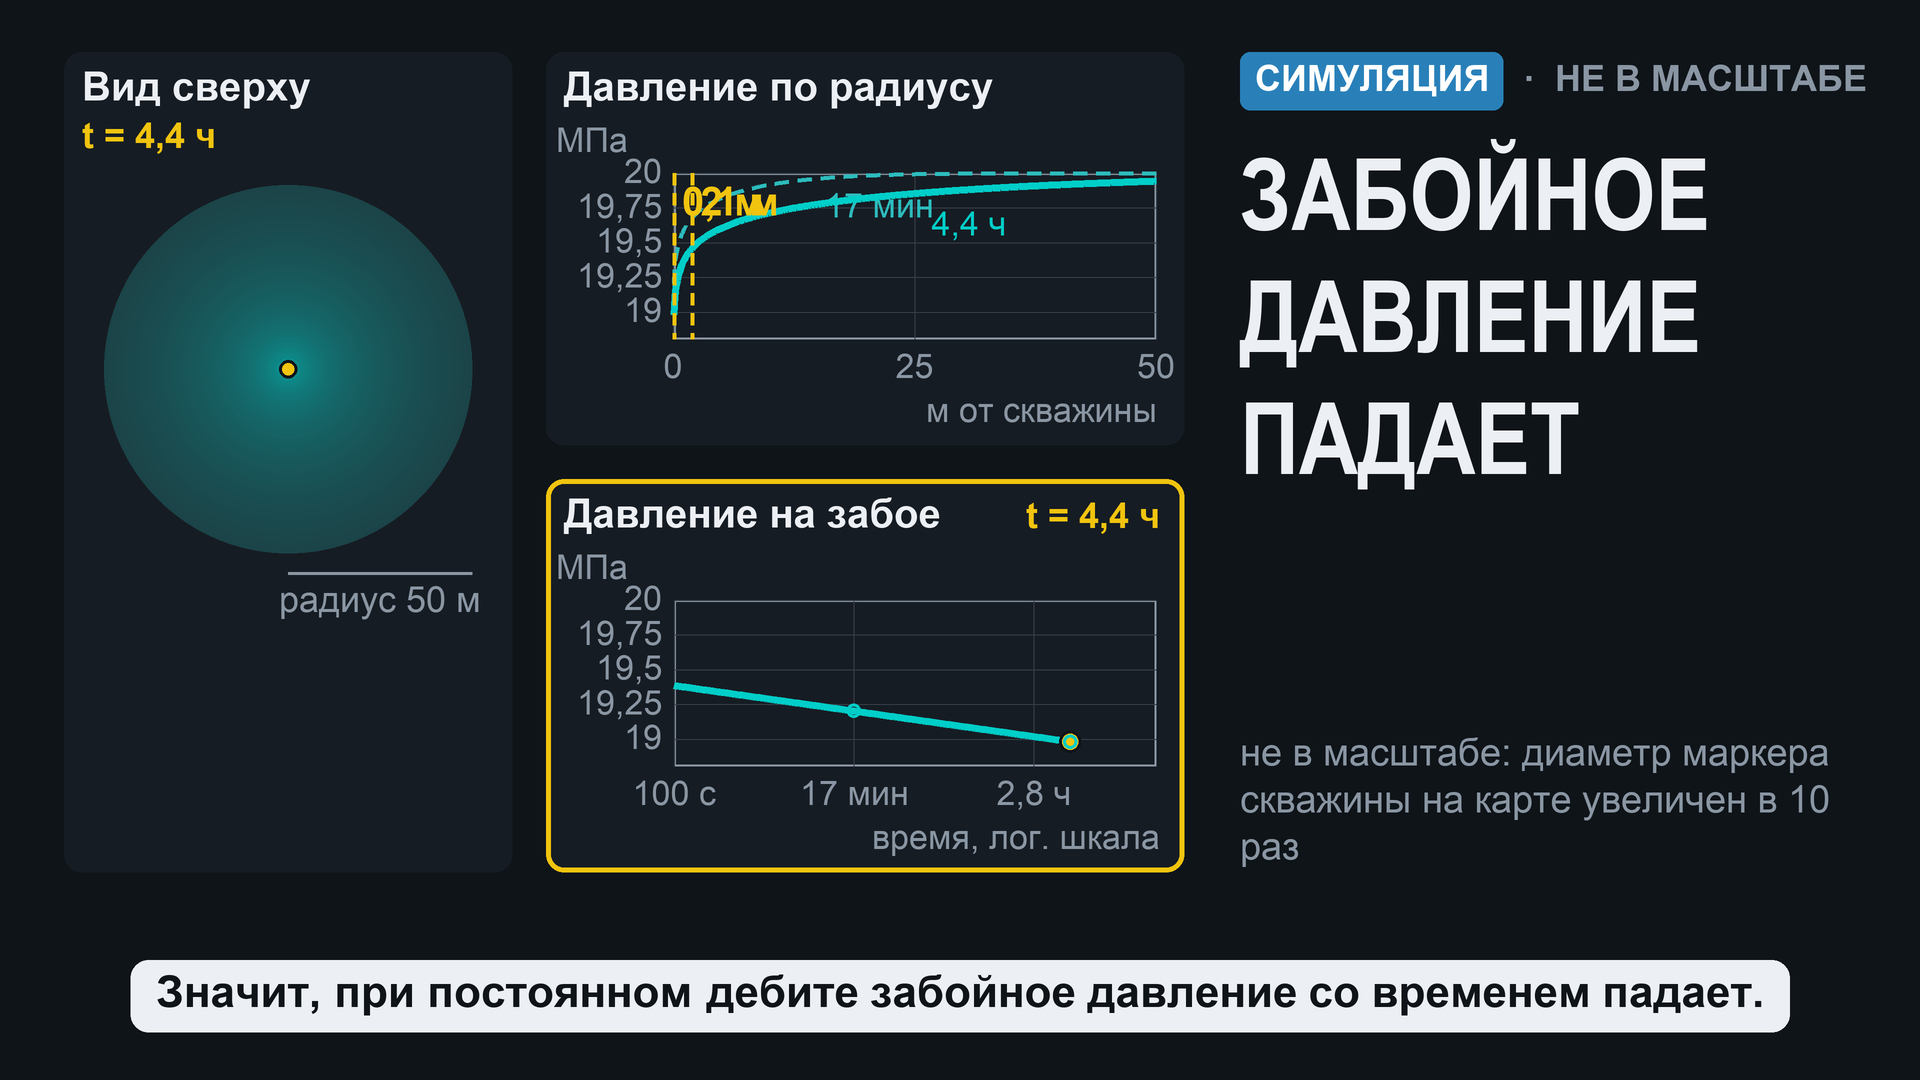 Вид сверху
t = 4,4 ч
радиус 50 м
Давление по радиусу
МПа
20
19,75
19,5
19,25
19
17 мин
4,4 ч
0
25
50
м от скважины
Давление на забое
t = 4,4 ч
МПа
20
19,75
19,5
19,25
19
100 с
17 мин
2,8 ч
время, лог. шкала
СИМУЛЯЦИЯ · НЕ В МАСШТАБЕ
ЗАБОЙНОЕ
ДАВЛЕНИЕ
ПАДАЕТ
не в масштабе: диаметр маркера
скважины на карте увеличен в 10
раз
Значит, при постоянном дебите забойное давление со временем падает.